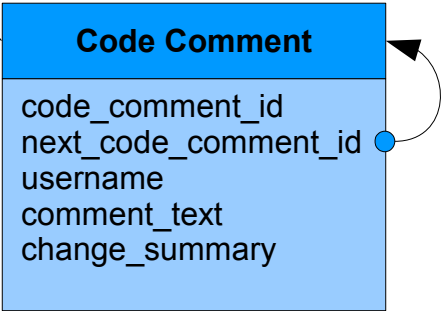 Code Comment
code_comment_id
next_code_comment_id
username
comment_text
change_summary